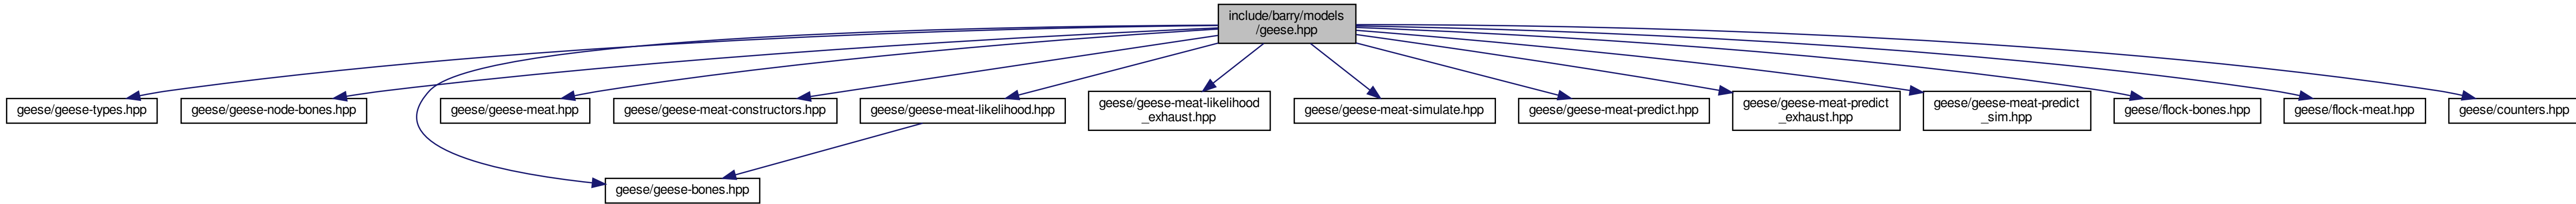 include/barry/models
/geese.hpp
geese/geese-types.hpp
geese/geese-node-bones.hpp
geese/geese-meat.hpp
geese/geese-meat-constructors.hpp
geese/geese-meat-likelihood.hpp
geese/geese-meat-likelihood
_exhaust.hpp
geese/geese-meat-simulate.hpp
geese/geese-meat-predict.hpp
geese/geese-meat-predict
_exhaust.hpp
geese/geese-meat-predict
_sim.hpp
geese/flock-bones.hpp
geese/flock-meat.hpp
geese/counters.hpp
geese/geese-bones.hpp